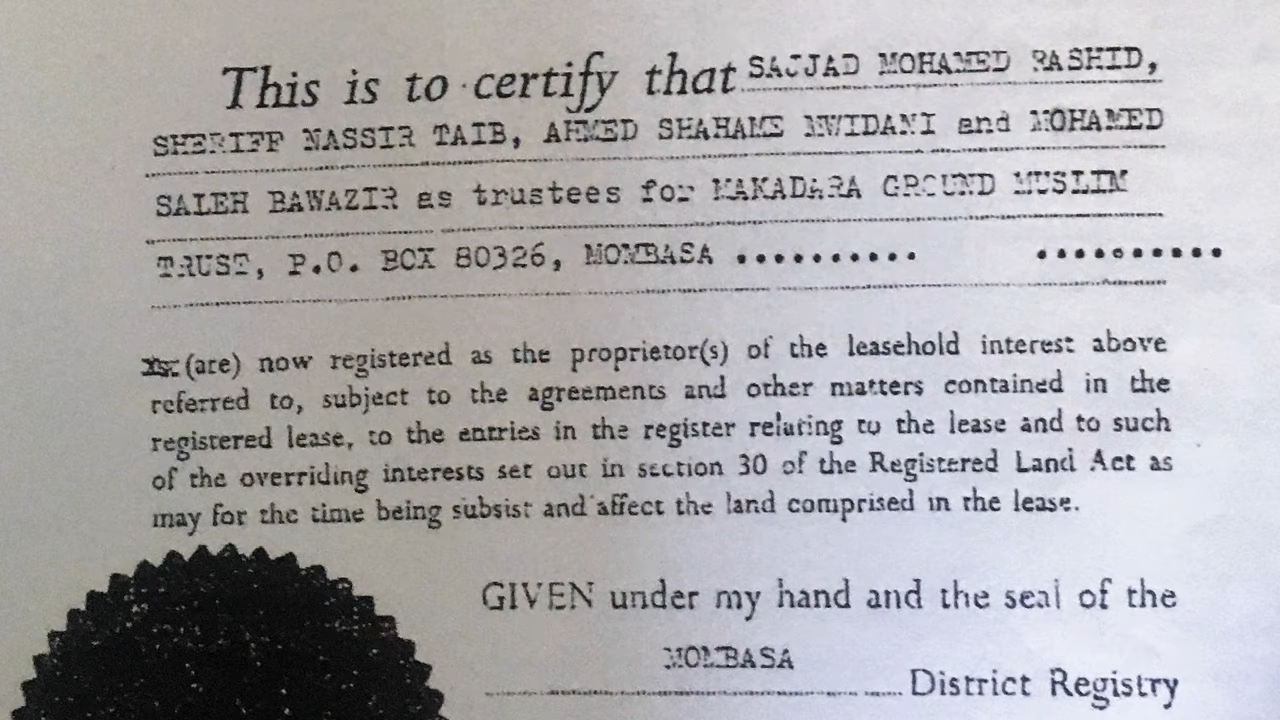 This is to certify that SAJJAD MOHAMED RASHID,
SHERIFF NASSIR TAIB, AHMED SHAHAME MWIDANI and MOHAMED
SALEH BAWAZIR as trustees for MAKADARA GROUND MUSLIM
TRUST, P.O. BOX 80326, MOMBASA .......... ..........
(are) now registered as the proprietor(s) of the leasehold interest above
referred to, subject to the agreements and other matters contained in the
registered lease, to the entries in the register relating to the lease and to such
of the overriding interests set out in section 30 of the Registered Land Act as
may for the time being subsist and affect the land comprised in the lease.
GIVEN under my hand and the seal of the
MOMBASA
District Registry